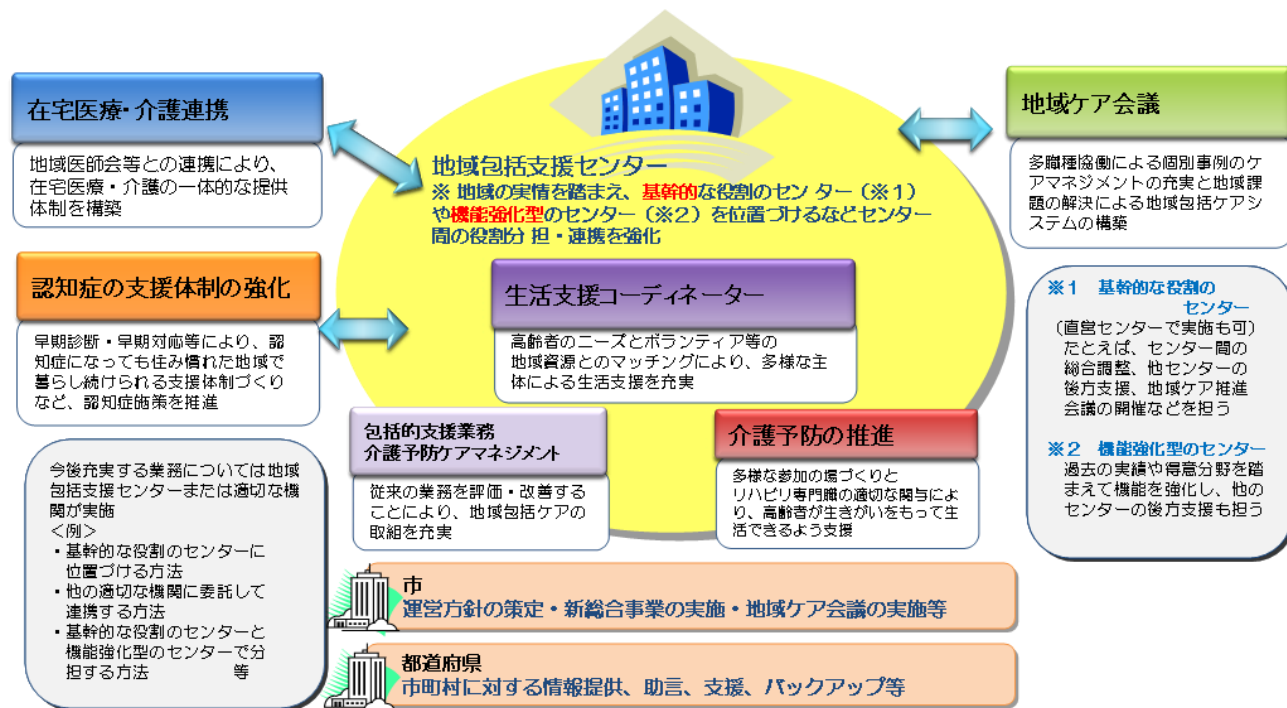 在宅医療・介護連携
地域医師会等との連携により、
在宅医療・介護の一体的な提供
体制を構築
地域包括支援センター
※ 地域の実情を踏まえ、基幹的な役割のセン ター（※１）
や機能強化型のセンター（※２）を位置づけるなどセンター
間の役割分 担・連携を強化
地域ケア会議
多職種協働による個別事例のケ
アマネジメントの充実と地域課
題の解決による地域包括ケアシ
ステムの構築
認知症の支援体制の強化
早期診断・早期対応等により、認
知症になっても住み慣れた地域で
暮らし続けられる支援体制づくり
など、認知症施策を推進
生活支援コーディネーター
高齢者のニーズとボランティア等の
地域資源とのマッチングにより、多様な主
体による生活支援を充実
※１ 基幹的な役割の
センター
（直営センターで実施も可）
たとえば、センター間の
総合調整、他センターの
後方支援、地域ケア推進
会議の開催などを担う
※２ 機能強化型のセンター
過去の実績や得意分野を踏
まえて機能を強化し、他の
センターの後方支援も担う
包括的支援業務
介護予防ケアマネジメント
従来の業務を評価・改善する
ことにより、地域包括ケアの
取組を充実
介護予防の推進
多様な参加の場づくりと
リハビリ専門職の適切な関与によ
り、高齢者が生きがいをもって生
活できるよう支援
今後充実する業務については地域
包括支援センターまたは適切な機
関が実施
＜例＞
・基幹的な役割のセンターに
位置づける方法
・他の適切な機関に委託して
連携する方法
・基幹的な役割のセンターと
機能強化型のセンターで分
担する方法 等
市
運営方針の策定・新総合事業の実施・地域ケア会議の実施等
都道府県
市町村に対する情報提供、助言、支援、バックアップ等